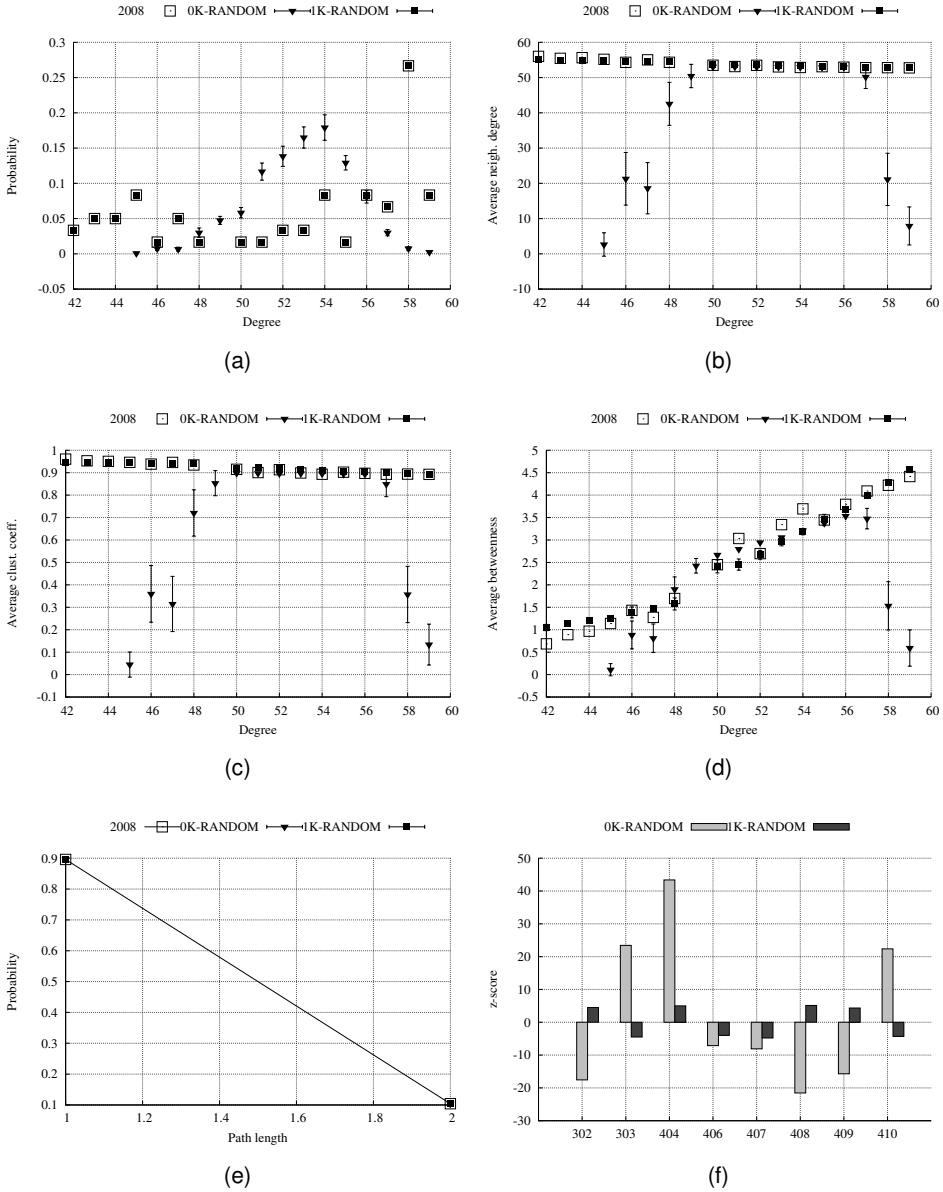 2008 0K-RANDOM 1K-RANDOM
0.3
0.25
0.2
0.15
0.1
0.05
0
-0.05
Probability
42 44 46 48 50 52 54 56 58 60
Degree
(a)
2008 0K-RANDOM 1K-RANDOM
60
50
40
30
20
10
0
-10
Average neigh. degree
42 44 46 48 50 52 54 56 58 60
Degree
(b)
2008 0K-RANDOM 1K-RANDOM
1
0.9
0.8
0.7
0.6
0.5
0.4
0.3
0.2
0.1
0
-0.1
Average clust. coeff.
42 44 46 48 50 52 54 56 58 60
Degree
(c)
2008 0K-RANDOM 1K-RANDOM
5
4.5
4
3.5
3
2.5
2
1.5
1
0.5
0
-0.5
Average betweenness
42 44 46 48 50 52 54 56 58 60
Degree
(d)
2008 0K-RANDOM 1K-RANDOM
0.9
0.8
0.7
0.6
0.5
0.4
0.3
0.2
0.1
Probability
1 1.2 1.4 1.6 1.8 2
Path length
(e)
0K-RANDOM 1K-RANDOM
50
40
30
20
10
0
-10
-20
-30
z-score
302 303 404 406 407 408 409 410
(f)